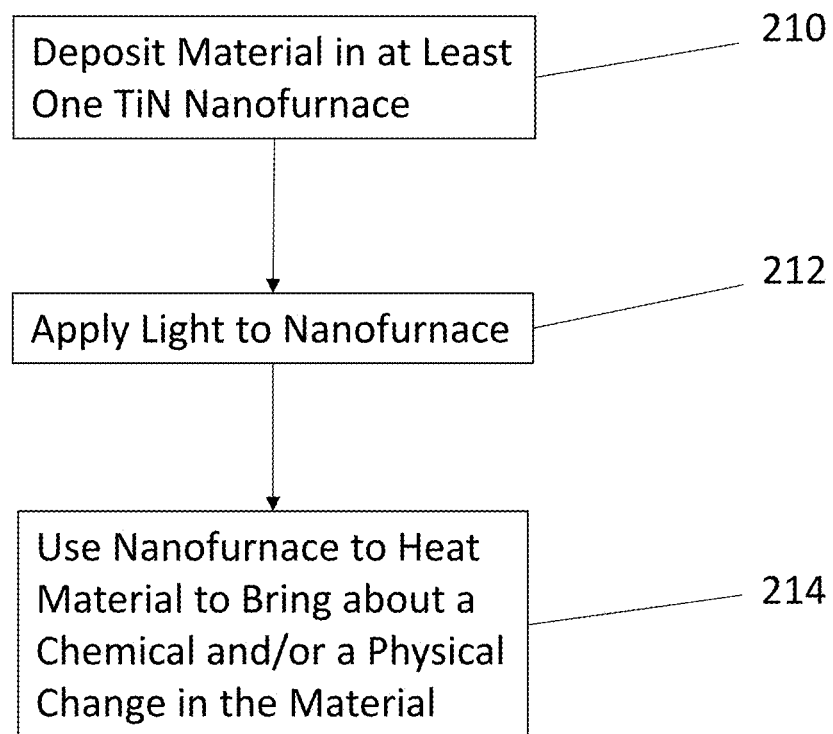 Deposit Material in at Least
One TiN Nanofurnace
210
Apply Light to Nanofurnace
212
Use Nanofurnace to Heat
Material to Bring about a
Chemical and/or a Physical
Change in the Material
214